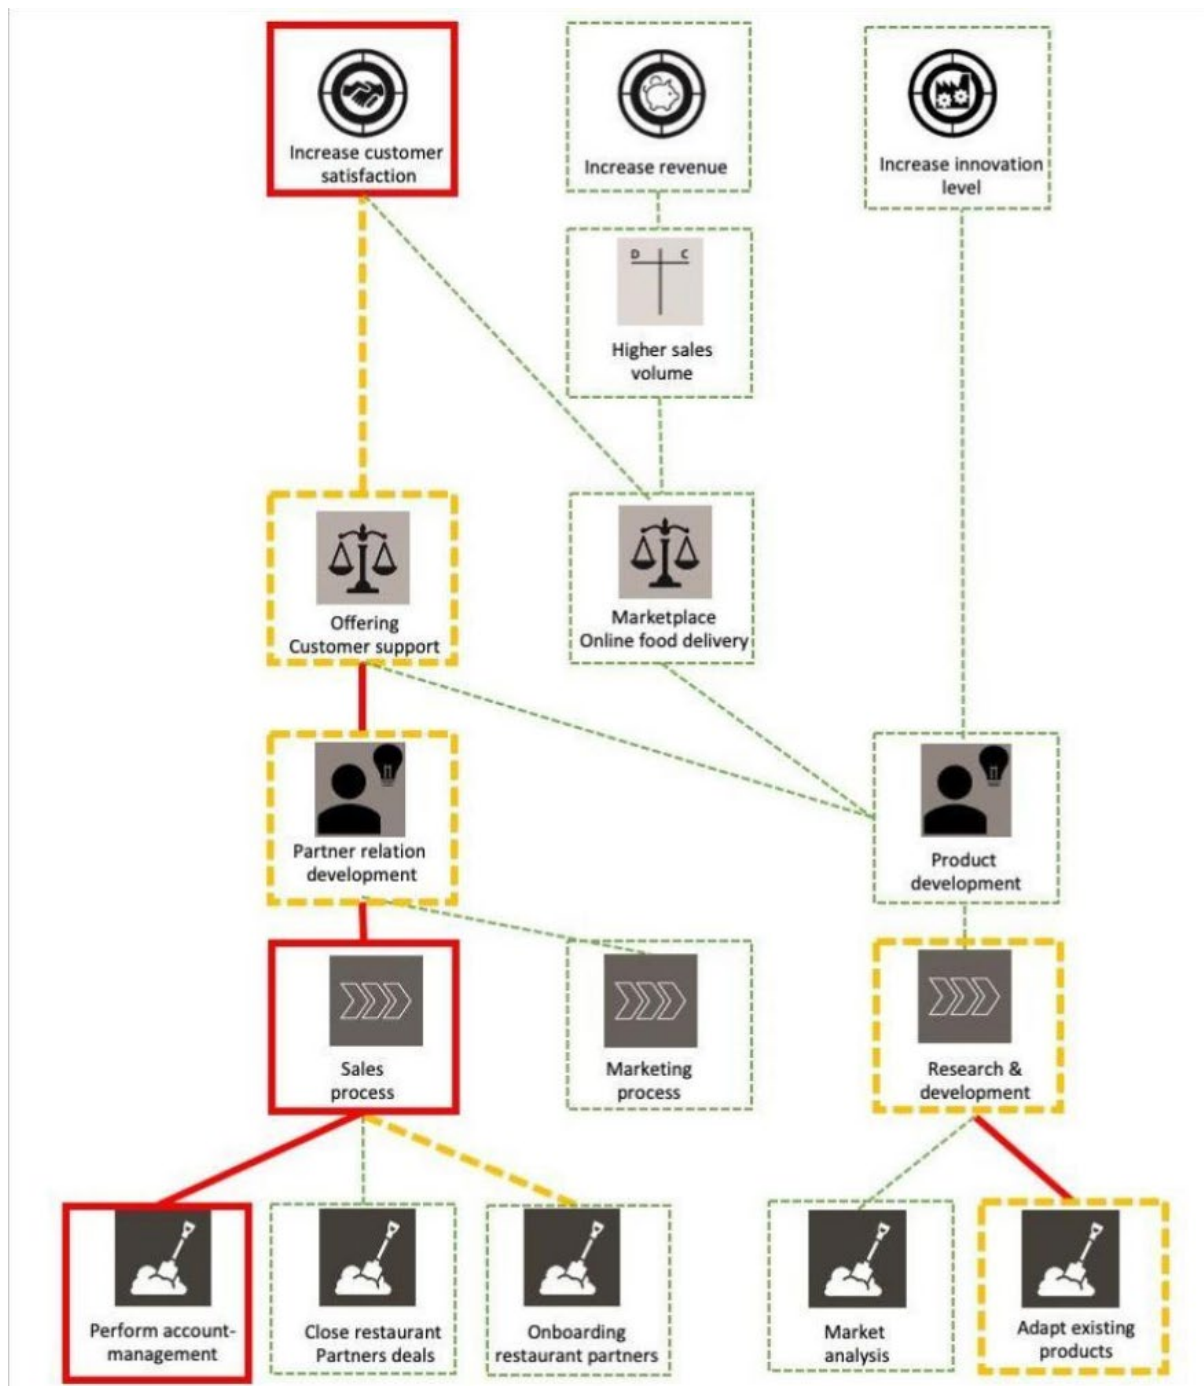 Increase customer
satisfaction
Increase revenue
Increase innovation
level
D C
Higher sales
volume
Offering
Customer support
Marketplace
Online food delivery
Partner relation
development
Product
development
Sales
process
Marketing
process
Research &
development
Perform account-
management
Close restaurant
Partners deals
Onboarding
restaurant partners
Market
analysis
Adapt existing
products